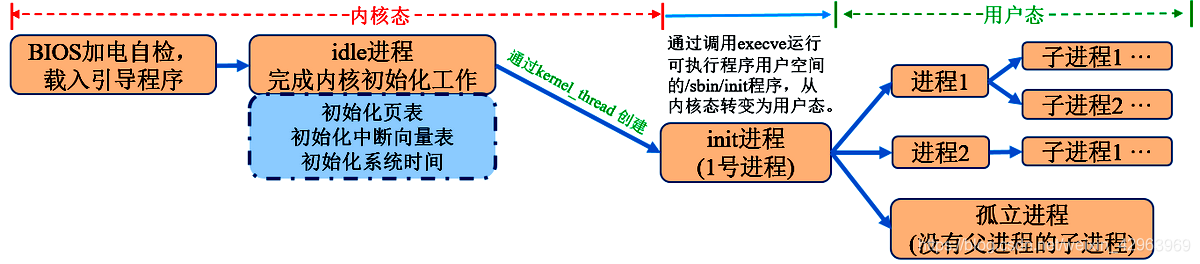 内核态
用户态
BIOS加电自检,
载入引导程序
idle进程
完成内核初始化工作
初始化页表
初始化中断向量表
初始化系统时间
通过kernel_thread 创建
通过调用execve运行
可执行程序用户空间
的/sbin/init程序，从
内核态转变为用户态。
init进程
(1号进程)
进程1
子进程1 ···
子进程2 ···
进程2
子进程1 ···
孤立进程
(没有父进程的子进程)